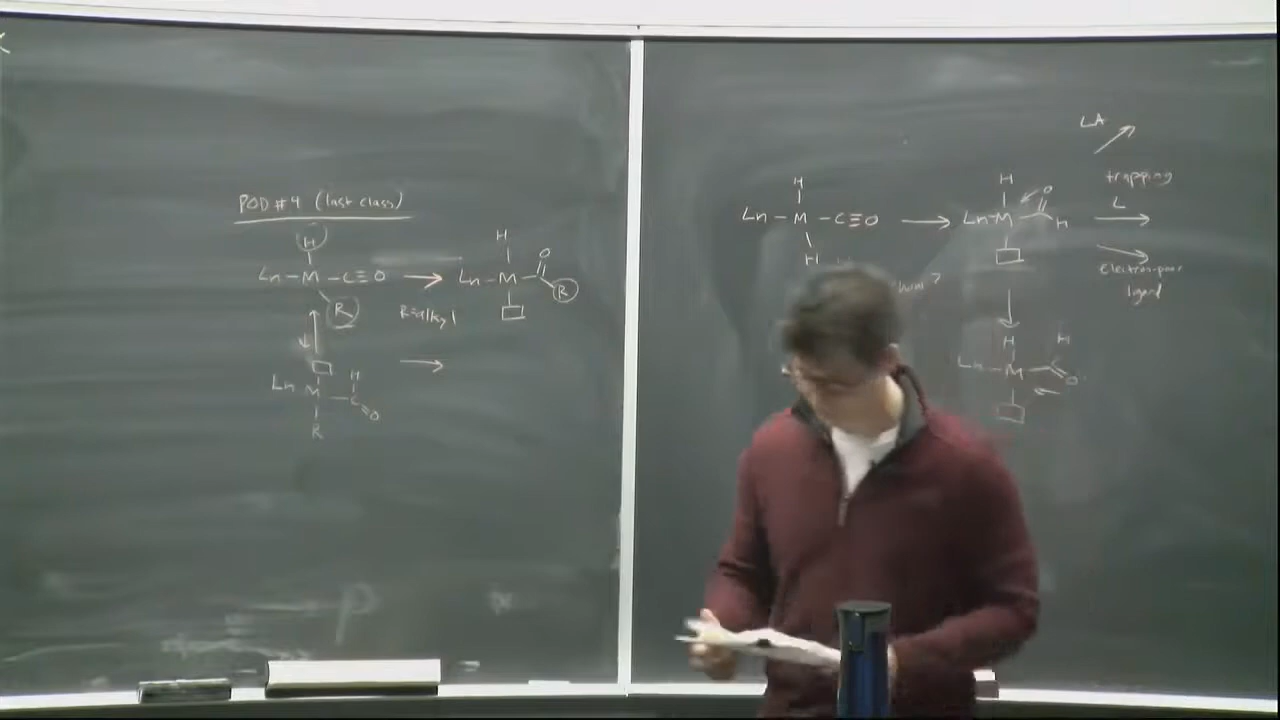 POD #4 (last class)
H
Ln - M - C≡O → Ln - M
H
O
R
R
R=alkyl
→
Ln M C
H
O
R
H
Ln - M - C≡O → Ln - M
H
H
O
H
LA
trapping
L
Electron-poor
ligand
H
H
Ln - M
O